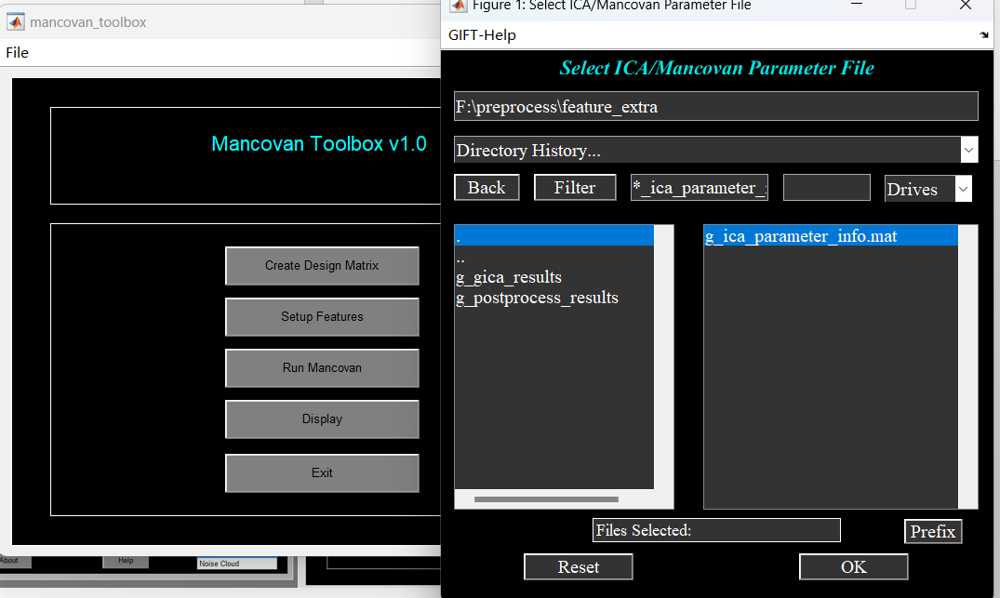 mancovan_toolbox
File
Mancovan Toolbox v1.0
Create Design Matrix
Setup Features
Run Mancovan
Display
Exit
About
Help
Noise Cloud
Figure 1: Select ICA/Mancovan Parameter File
GIFT-Help
Select ICA/Mancovan Parameter File
F:\preprocess\feature_extra
Directory History...
Back Filter *_ica_parameter_ Drives
.
..
g_gica_results
g_postprocess_results
g_ica_parameter_info.mat
Files Selected:
Prefix
Reset OK